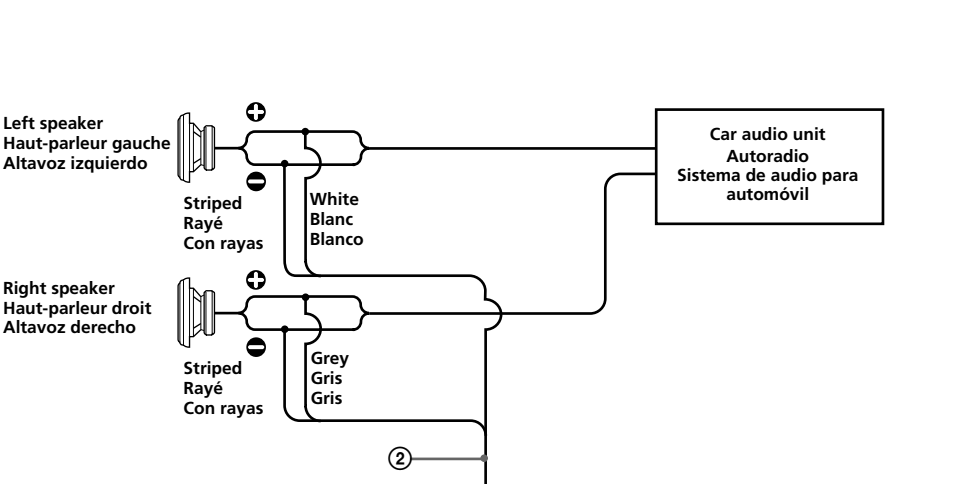 Left speaker
Haut-parleur gauche
Altavoz izquierdo
Striped
Rayé
Con rayas
White
Blanc
Blanco
Car audio unit
Autoradio
Sistema de audio para
automóvil
Right speaker
Haut-parleur droit
Altavoz derecho
Striped
Rayé
Con rayas
Grey
Gris
Gris
2